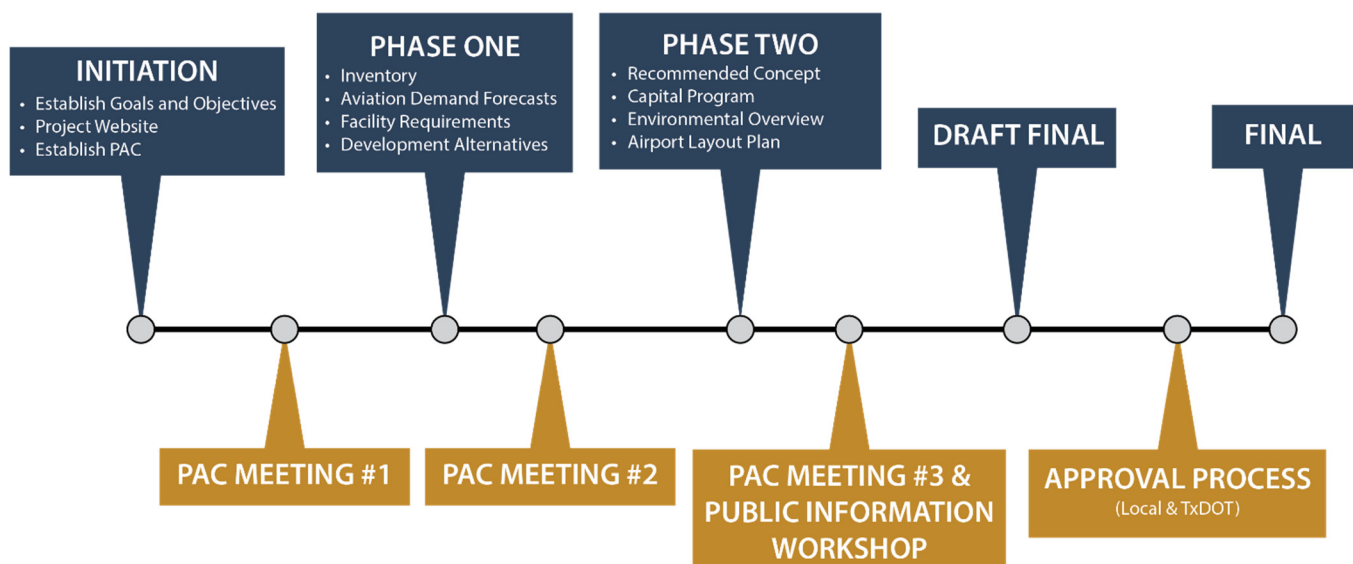 INITIATION
• Establish Goals and Objectives
• Project Website
• Establish PAC
PHASE ONE
• Inventory
• Aviation Demand Forecasts
• Facility Requirements
• Development Alternatives
PHASE TWO
• Recommended Concept
• Capital Program
• Environmental Overview
• Airport Layout Plan
DRAFT FINAL
FINAL
PAC MEETING #1
PAC MEETING #2
PAC MEETING #3 &
PUBLIC INFORMATION
WORKSHOP
APPROVAL PROCESS
(Local & TxDOT)